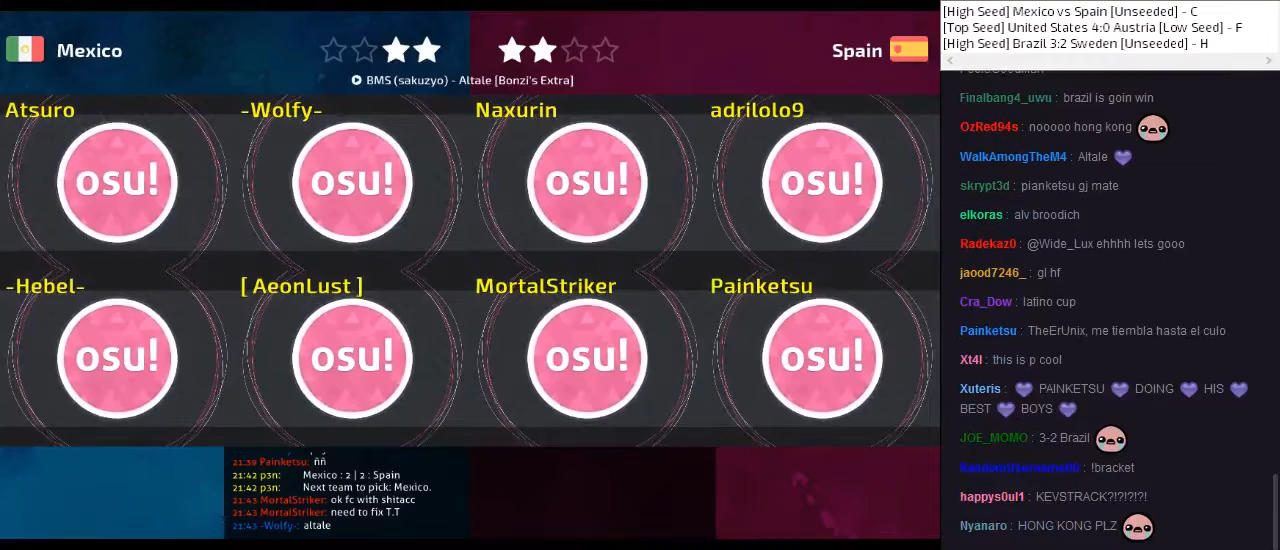 [High Seed] Mexico vs Spain [Unseeded] - C
[Top Seed] United States 4:0 Austria [Low Seed] - F
[High Seed] Brazil 3:2 Sweden [Unseeded] - H
Mexico
Spain
BMS (sakuzyo) - Altale [Bonzi's Extra]
Atsuro
-Wolfy-
Naxurin
adrilolo9
osu!
osu!
osu!
osu!
-Hebel-
[ AeonLust ]
MortalStriker
Painketsu
osu!
osu!
osu!
osu!
21:39 Painketsu: ññ
21:42 p3n: Mexico : 2 | 2 : Spain
21:42 p3n: Next team to pick: Mexico.
21:43 MortalStriker: ok fc with shitacc
21:43 MortalStriker: need to fix T.T
21:43 -Wolfy-: altale
Finalbang4_uwu : brazil is goin win
OzRed94s : nooooo hong kong
WalkAmongTheM4 : Altale
skrypt3d : pianketsu gj mate
elkoras : alv broodich
Radekaz0 : @Wide_Lux ehhhh lets gooo
jaood7246_ : gl hf
Cra_Dow : latino cup
Painketsu : TheErUnix, me tiembla hasta el culo
Xt4l : this is p cool
Xuteris : PAINKETSU DOING HIS
BEST BOYS
JOE_MOMO : 3-2 Brazil
: !bracket
happys0ul1 : KEVSTRACK?!?!?!?!
Nyanaro : HONG KONG PLZ